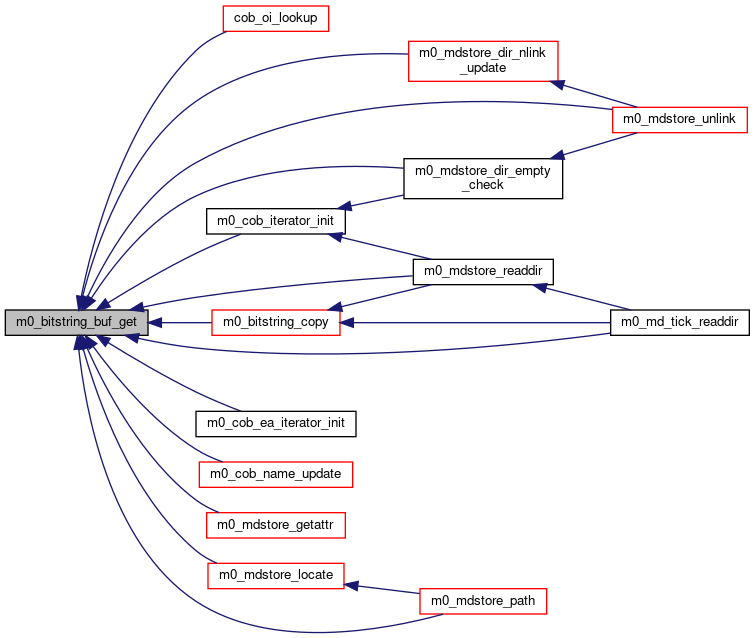 cob_oi_lookup
m0_mdstore_dir_nlink
_update
m0_mdstore_unlink
m0_mdstore_dir_empty
_check
m0_cob_iterator_init
m0_mdstore_readdir
m0_bitstring_buf_get
m0_bitstring_copy
m0_md_tick_readdir
m0_cob_ea_iterator_init
m0_cob_name_update
m0_mdstore_getattr
m0_mdstore_locate
m0_mdstore_path